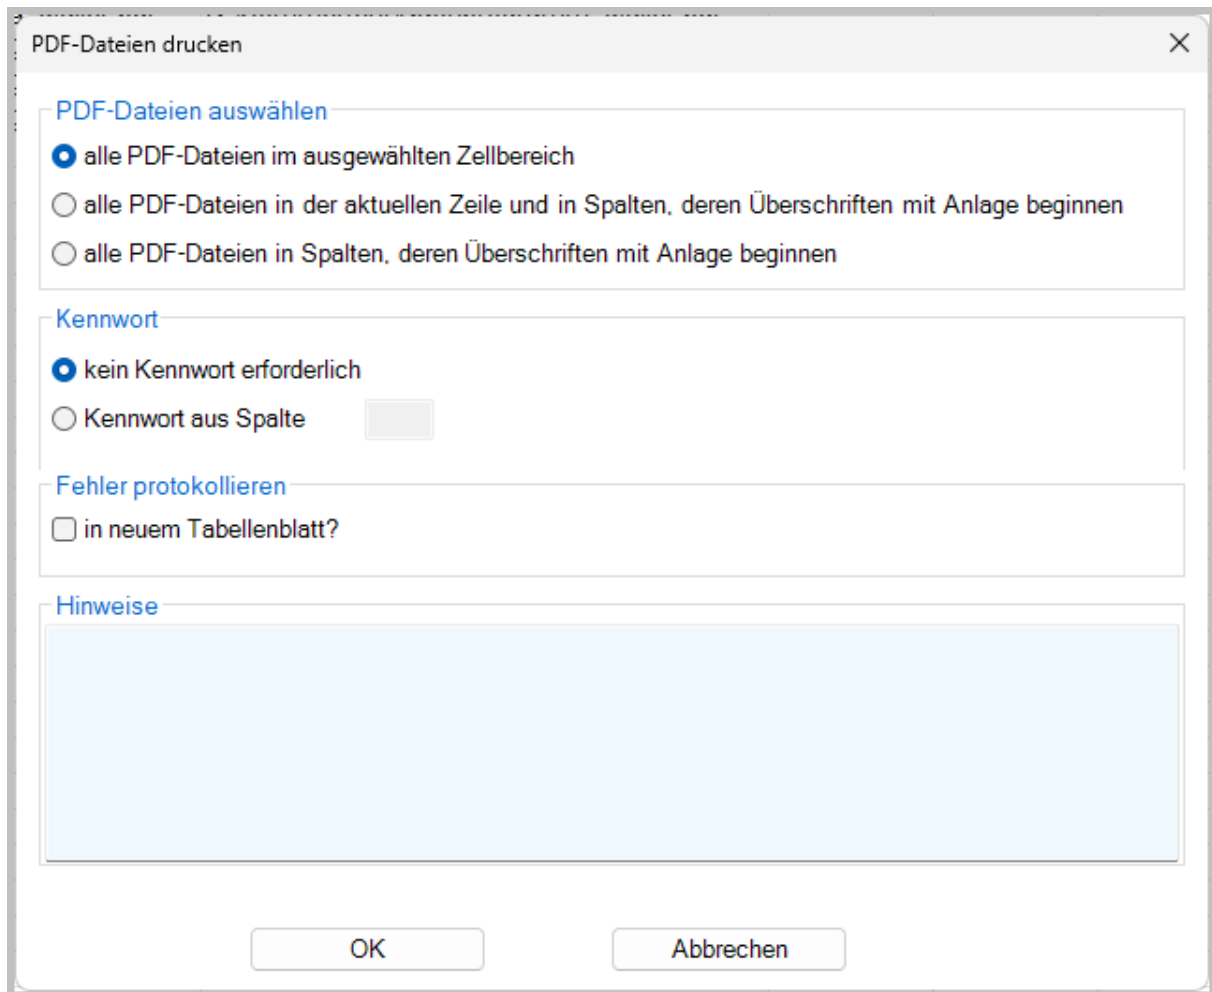 PDF-Dateien drucken
PDF-Dateien auswählen
alle PDF-Dateien im ausgewählten Zellbereich
alle PDF-Dateien in der aktuellen Zeile und in Spalten, deren Überschriften mit Anlage beginnen
alle PDF-Dateien in Spalten, deren Überschriften mit Anlage beginnen
Kennwort
kein Kennwort erforderlich
Kennwort aus Spalte
Fehler protokollieren
in neuem Tabellenblatt?
Hinweise
OK Abbrechen